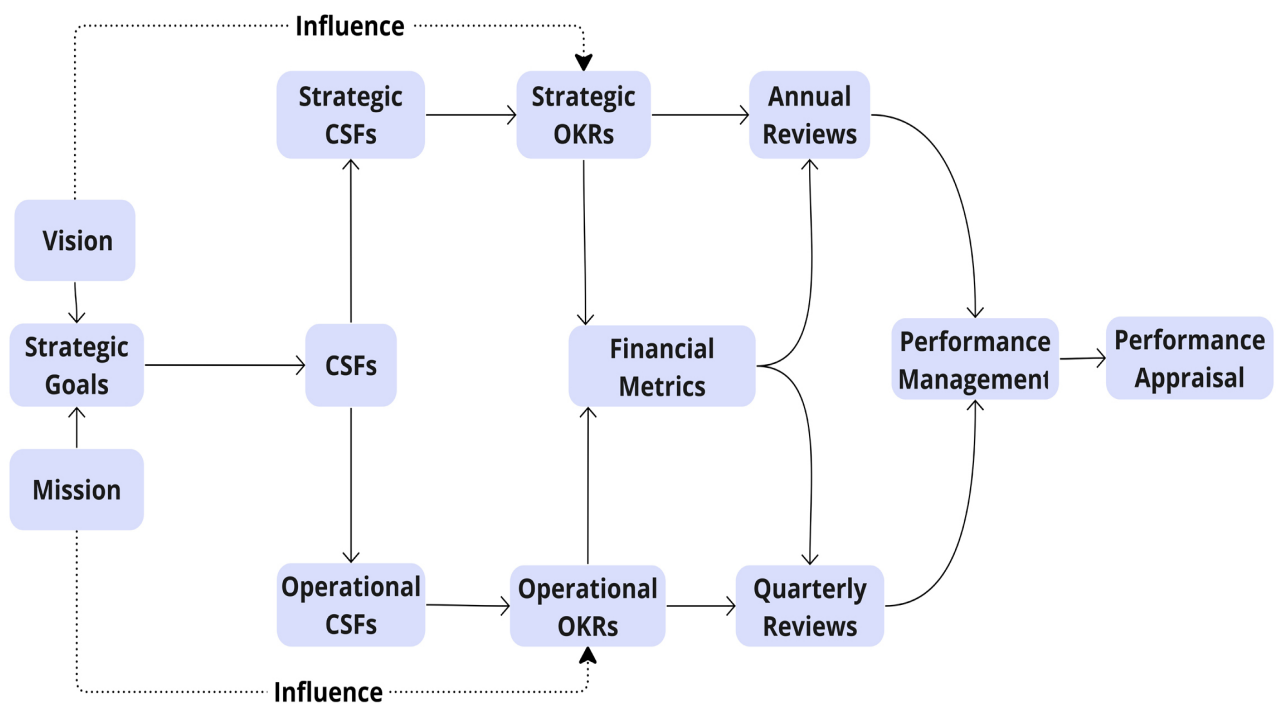 Influence
Strategic
CSFs
Strategic
OKRs
Annual
Reviews
Vision
Strategic
Goals
CSFs
Financial
Metrics
Performance
Management
Performance
Appraisal
Mission
Operational
CSFs
Operational
OKRs
Quarterly
Reviews
Influence